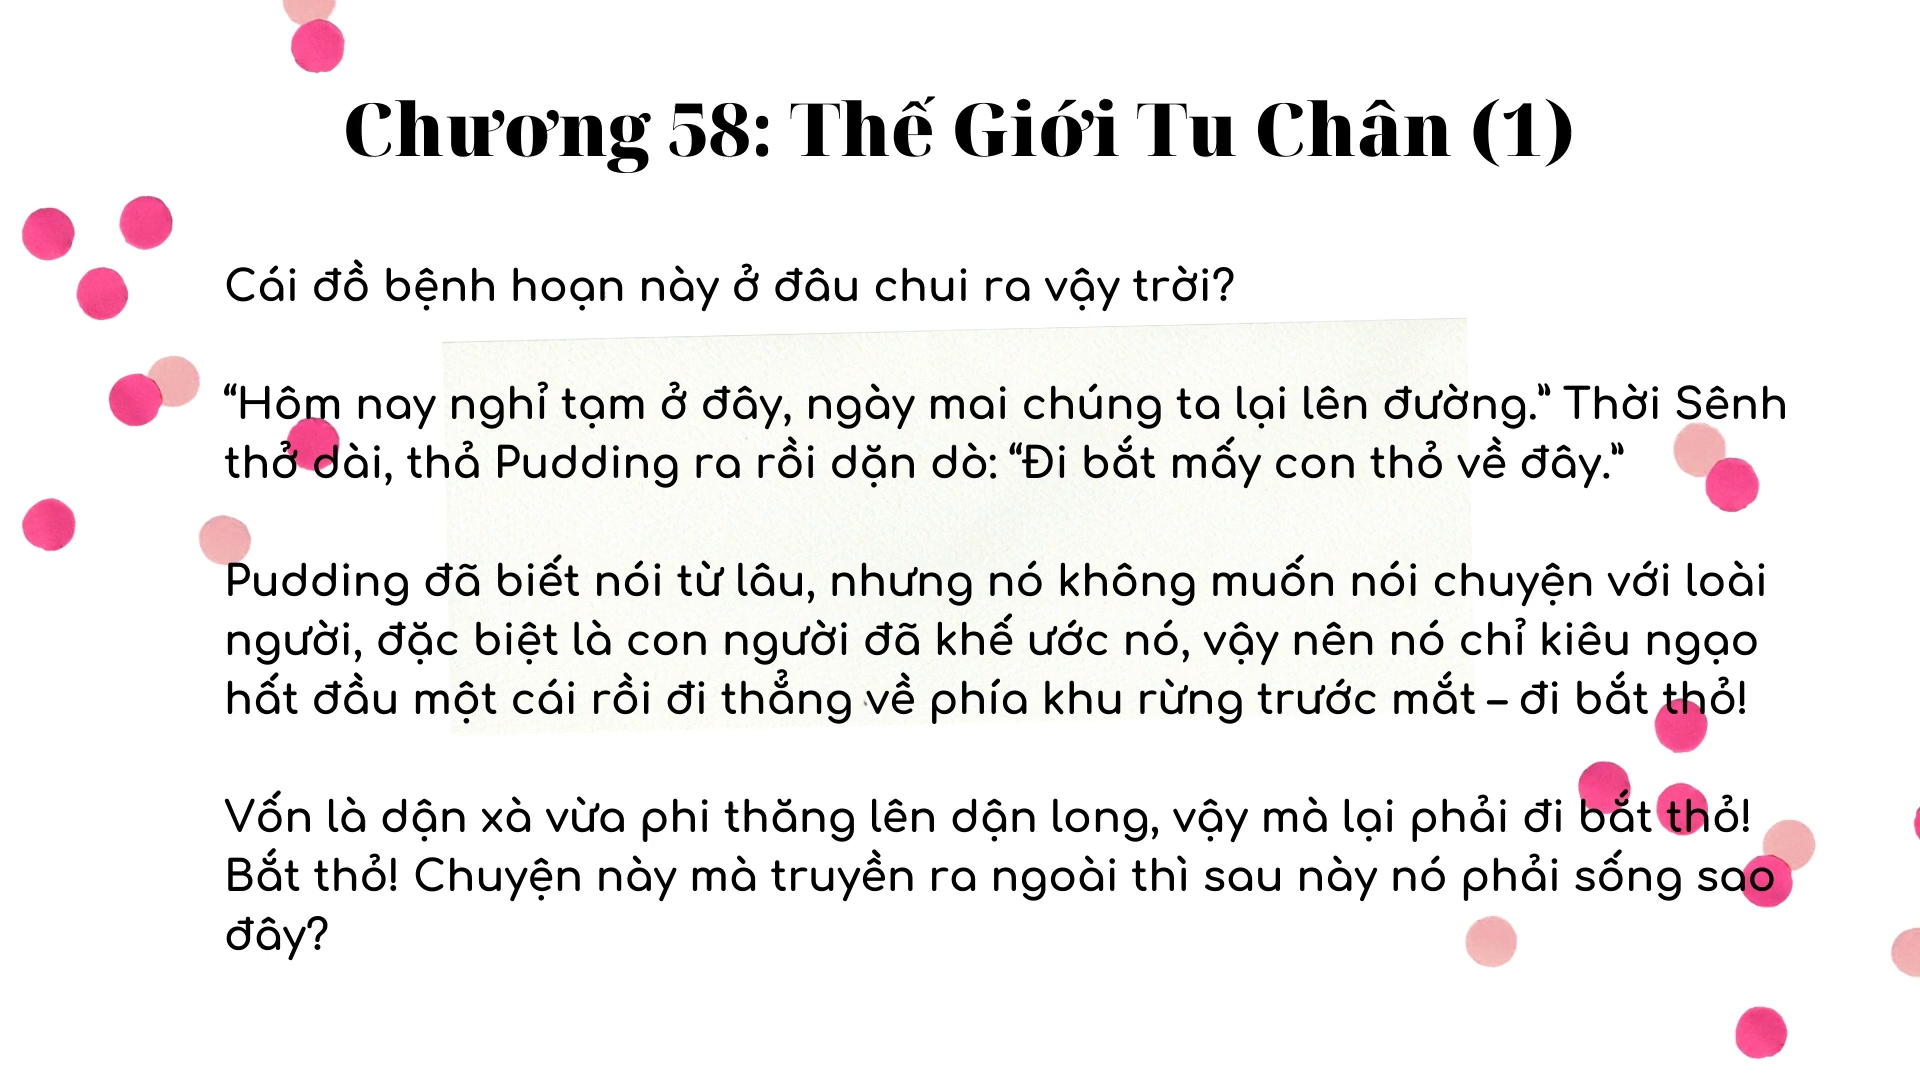 Chương 58: Thế Giới Tu Chân (1)
Cái đồ bệnh hoạn này ở đâu chui ra vậy trời?
“Hôm nay nghỉ tạm ở đây, ngày mai chúng ta lại lên đường.” Thời Sênh
thở dài, thả Pudding ra rồi dặn dò: “Đi bắt mấy con thỏ về đây.”
Pudding đã biết nói từ lâu, nhưng nó không muốn nói chuyện với loài
người, đặc biệt là con người đã khế ước nó, vậy nên nó chỉ kiêu ngạo
hất đầu một cái rồi đi thẳng về phía khu rừng trước mắt – đi bắt thỏ!
Vốn là dận xà vừa phi thăng lên dận long, vậy mà lại phải đi bắt thỏ!
Bắt thỏ! Chuyện này mà truyền ra ngoài thì sau này nó phải sống sao
đây?